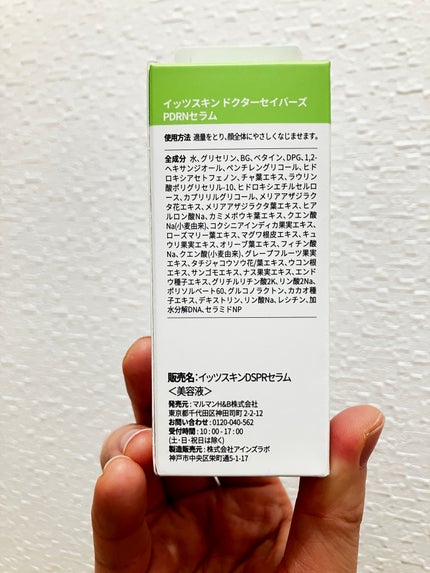 イッツスキンドクターセイバーズ
PDRNセラム
使用方法 適量をとり、顔全体にやさしくなじませます。
全成分 水、グリセリン、BG、ベタイン、DPG、1,2-
ヘキサンジオール、ペンチレングリコール、ヒド
ロキシアセトフェノン、チャ葉エキス、ラウリン
酸ポリグリセリル-10、ヒドロキシエチルセルロ
ース、カプリリルグリコール、メリアアザジラク
タ花エキス、メリアアザジラクタ葉エキス、ヒア
ルロン酸Na、カミメボウキ葉エキス、クエン酸
Na(小麦由来)、コクシニアインディカ果実エキス、
ローズマリー葉エキス、マグワ根皮エキス、キュ
ウリ果実エキス、オリーブ葉エキス、フィチン酸
Na、クエン酸(小麦由来)、グレープフルーツ果実
エキス、タチジャコウソウ花/葉エキス、ウコン根
エキス、サンゴモエキス、ナス果実エキス、エンド
ウ種子エキス、グリチルリチン酸2K、リン酸2Na、
ポリソルベート60、グルコノラクトン、カカオ種
子エキス、デキストリン、リン酸Na、レシチン、加
水分解DNA、セラミドNP
販売名：イッツスキンDSPRセラム
＜美容液＞
発売元：マルマンH&B株式会社
東京都千代田区神田司町 2-2-12
お問い合わせ：0120-040-562
受付時間：10：00 - 17：00
(土・日・祝日は除く)
製造販売元：株式会社アインズラボ
神戸市中央区栄町通5-1-17